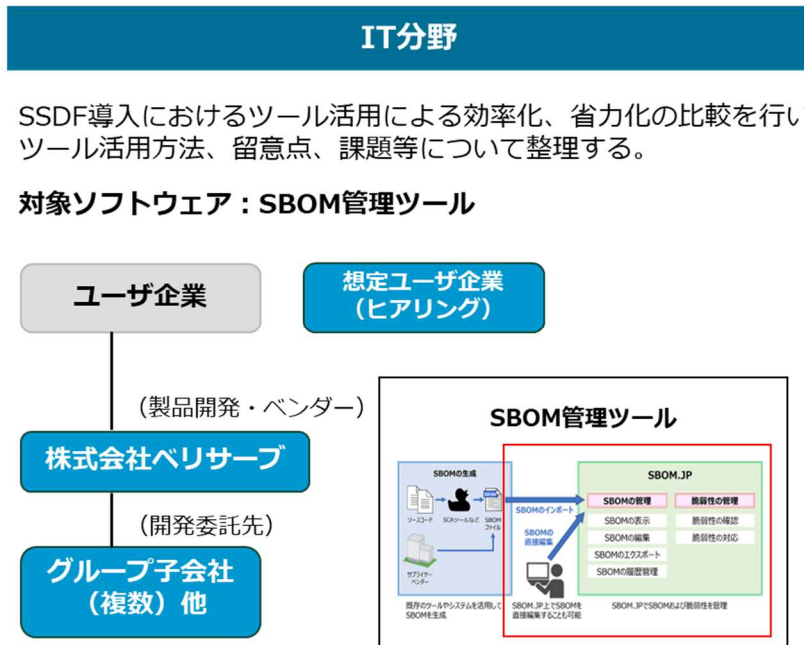 IT分野
SSDF導入におけるツール活用による効率化、省力化の比較を行い
ツール活用方法、留意点、課題等について整理する。
対象ソフトウェア：SBOM管理ツール
ユーザ企業
想定ユーザ企業
（ヒアリング）
（製品開発・ベンダー）
株式会社ベリサーブ
（開発委託先）
グループ子会社
（複数）他
SBOM管理ツール
SBOMの生成
ソースコード
SCAツールなど
SBOM
ファイル
サプライヤー・
ベンダー
既存のツールやシステムを活用して
SBOMを生成
SBOMのインポート
SBOMの
直接編集
SBOM.JP上でSBOMを
直接編集することも可能
SBOM.JP
SBOMの管理
脆弱性の管理
SBOMの表示
脆弱性の確認
SBOMの編集
脆弱性の対応
SBOMのエクスポート
SBOMの履歴管理
SBOM.JPでSBOMおよび脆弱性を管理